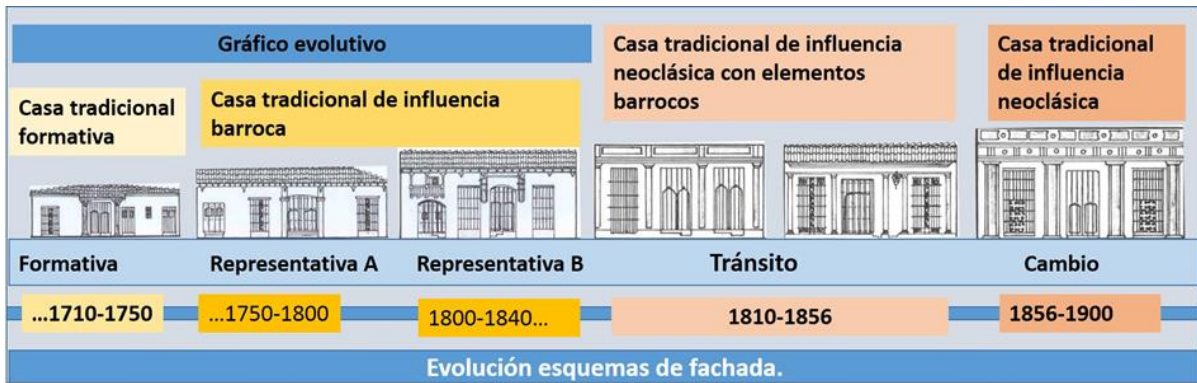 Gráfico evolutivo
Casa tradicional
formativa
Casa tradicional de influencia
barroca
Casa tradicional de influencia
neoclásica con elementos
barrocos
Casa tradicional
de influencia
neoclásica
Formativa
Representativa A
Representativa B
Tránsito
Cambio
...1710-1750
...1750-1800
1800-1840...
1810-1856
1856-1900
Evolución esquemas de fachada.